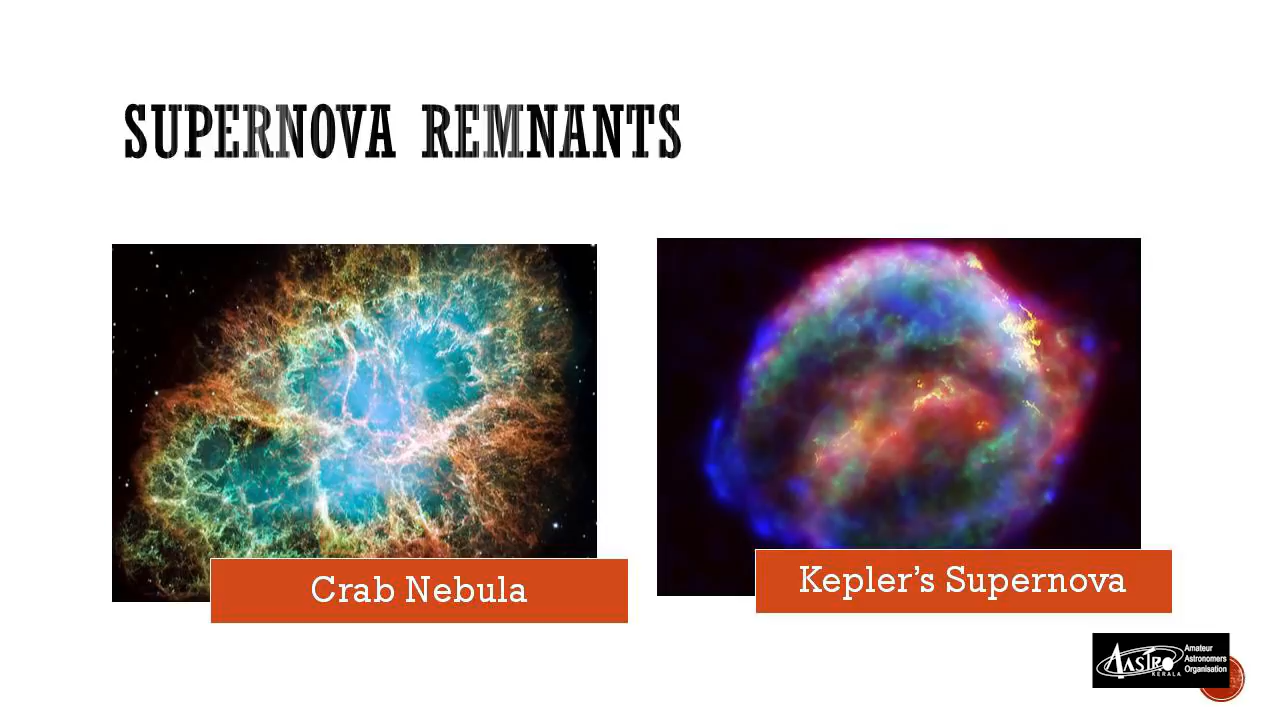 SUPERNOVA REMNANTS
Crab Nebula
Kepler’s Supernova
AASTRO
KERALA
Amateur
Astronomers
Organisation